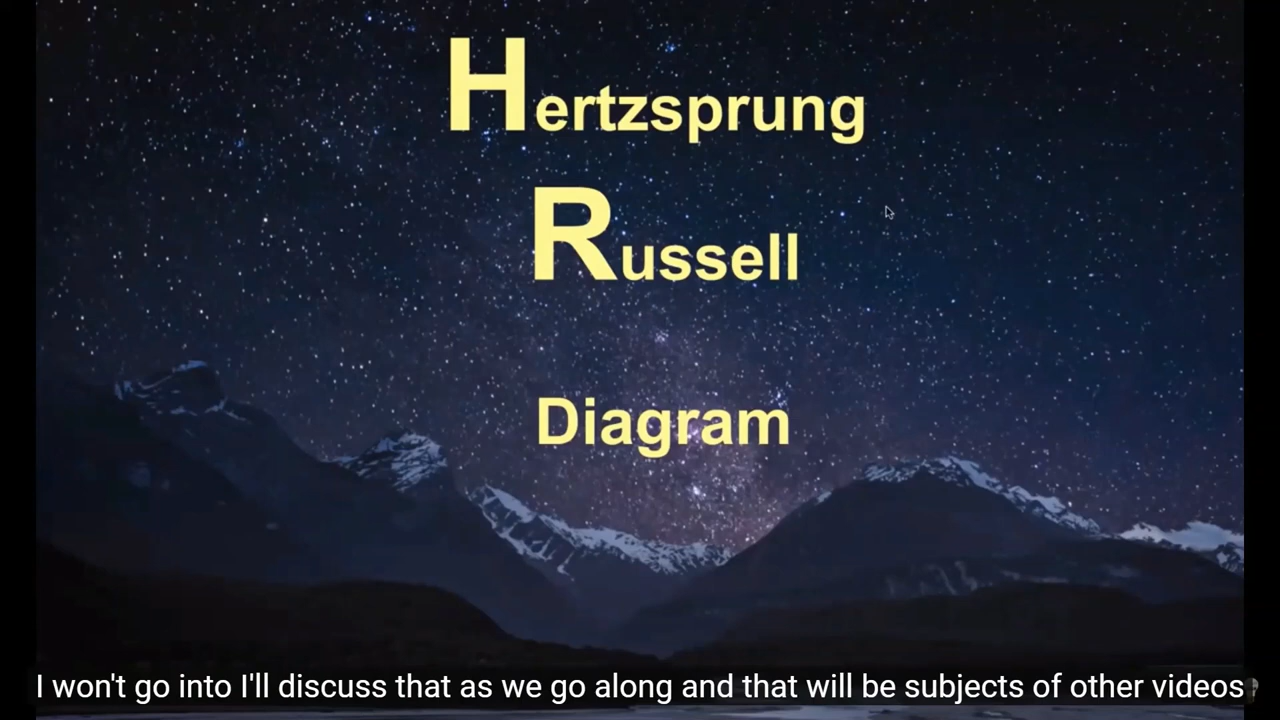 Hertzsprung
Russell
Diagram
I won't go into I'll discuss that as we go along and that will be subjects of other videos